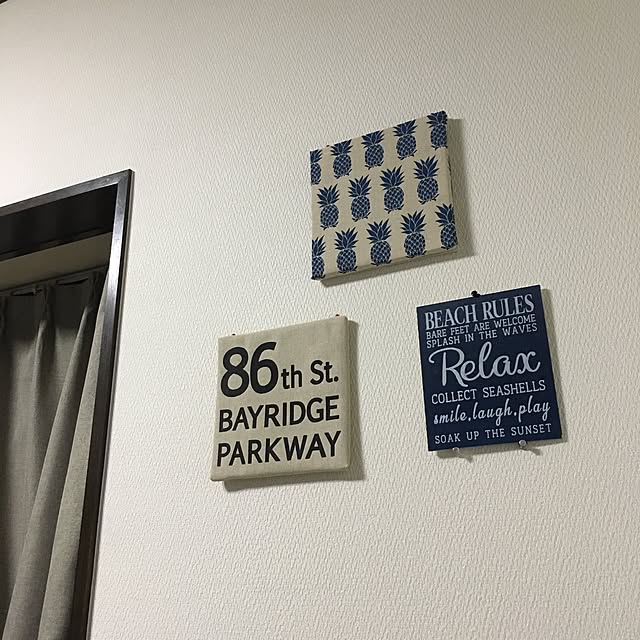 86th St.
BAYRIDGE
PARKWAY
BEACH RULES
BARE FEET ARE WELCOME
SPLASH IN THE WAVES
Relax
COLLECT SEASHELLS
smile.laugh.play
SOAK UP THE SUNSET